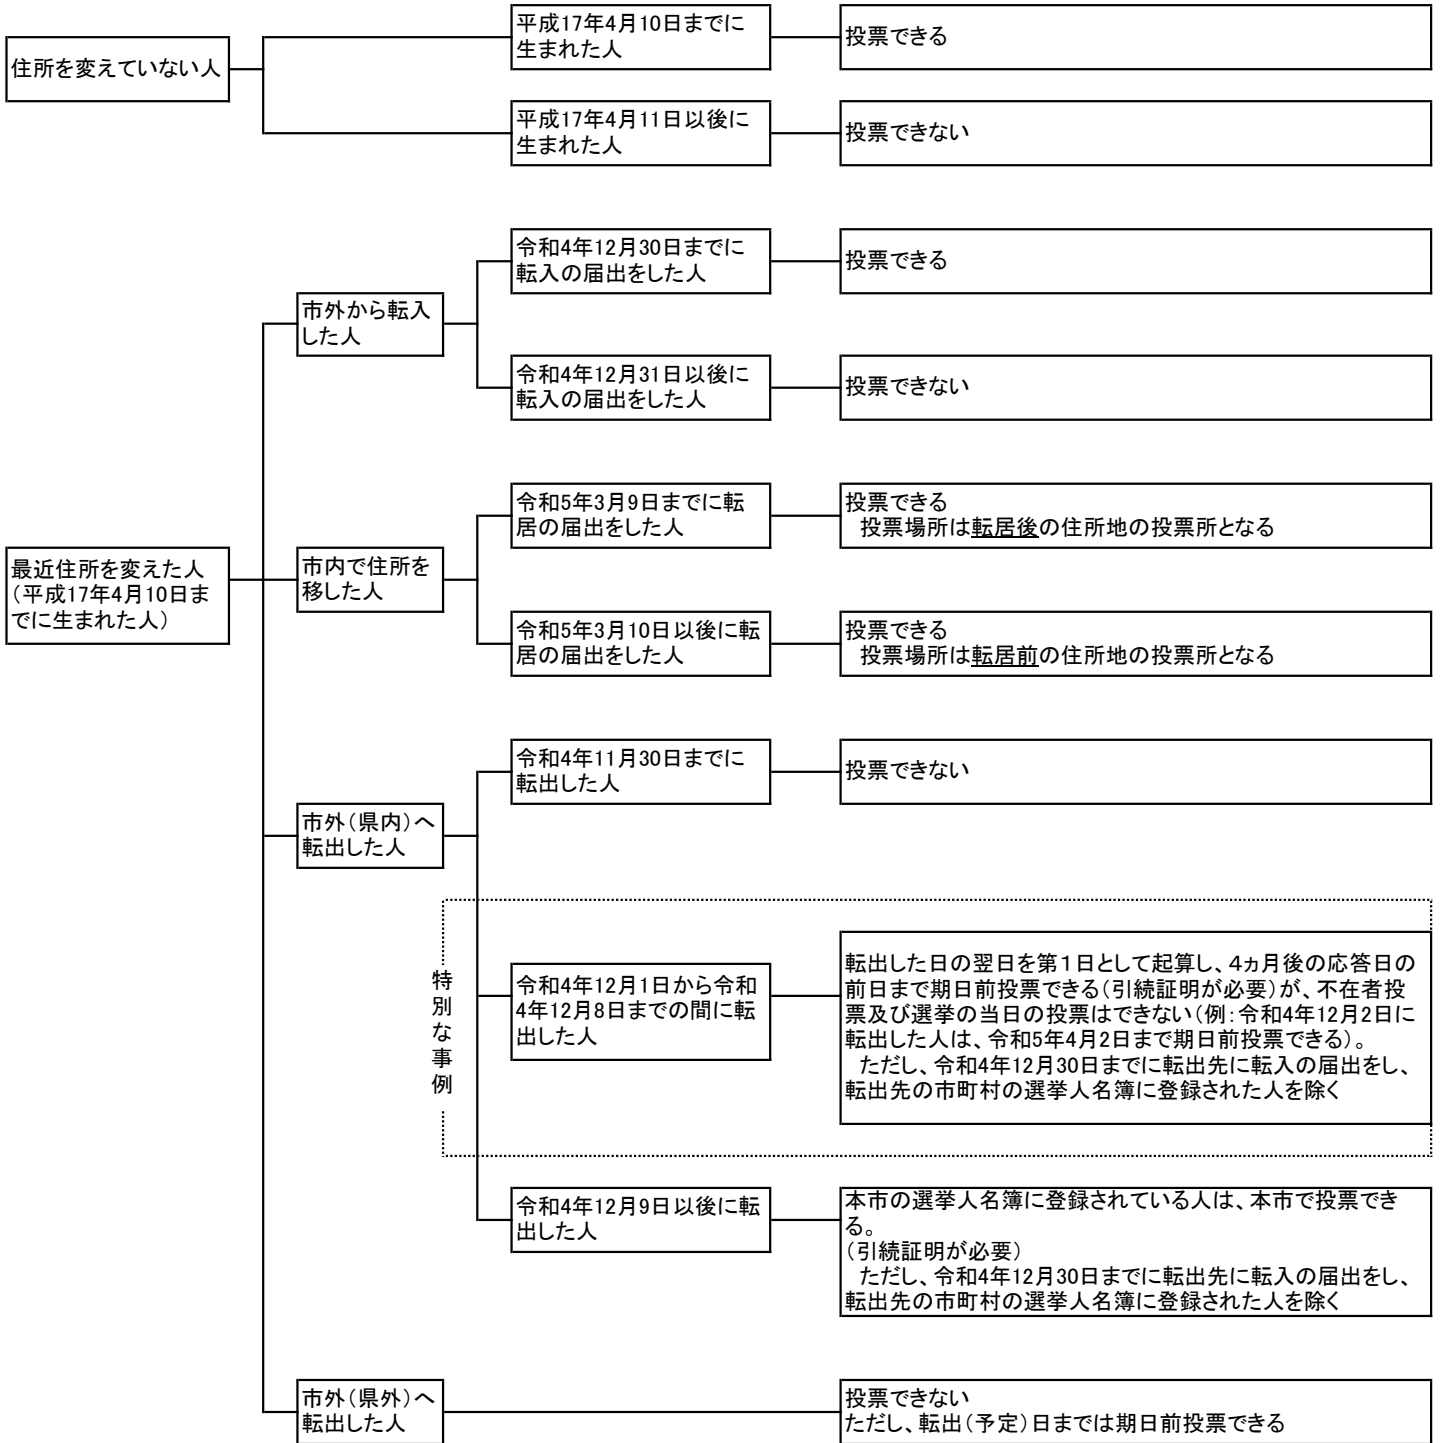 住所を変えていない人
平成17年4月10日までに
生まれた人
投票できる
平成17年4月11日以後に
生まれた人
投票できない
最近住所を変えた人
(平成17年4月10日ま
でに生まれた人)
市外から転入
した人
令和4年12月30日までに
転入の届出をした人
投票できる
令和4年12月31日以後に
転入の届出をした人
投票できない
市内で住所を
移した人
令和5年3月9日までに転
居の届出をした人
投票できる
投票場所は転居後の住所地の投票所となる
令和5年3月10日以後に転
居の届出をした人
投票できる
投票場所は転居前の住所地の投票所となる
市外(県内)へ
転出した人
令和4年11月30日までに
転出した人
投票できない
特別な事例
令和4年12月1日から令和
4年12月8日までの間に転
出した人
転出した日の翌日を第1日として起算し、4ヵ月後の応答日の
前日まで期日前投票できる(引続証明が必要)が、不在者投
票及び選挙の当日の投票はできない(例:令和4年12月2日に
転出した人は、令和5年4月2日まで期日前投票できる)。
ただし、令和4年12月30日までに転出先に転入の届出をし、
転出先の市町村の選挙人名簿に登録された人を除く
令和4年12月9日以後に転
出した人
本市の選挙人名簿に登録されている人は、本市で投票でき
る。
(引続証明が必要)
ただし、令和4年12月30日までに転出先に転入の届出をし、
転出先の市町村の選挙人名簿に登録された人を除く
市外(県外)へ
転出した人
投票できない
ただし、転出(予定)日までは期日前投票できる